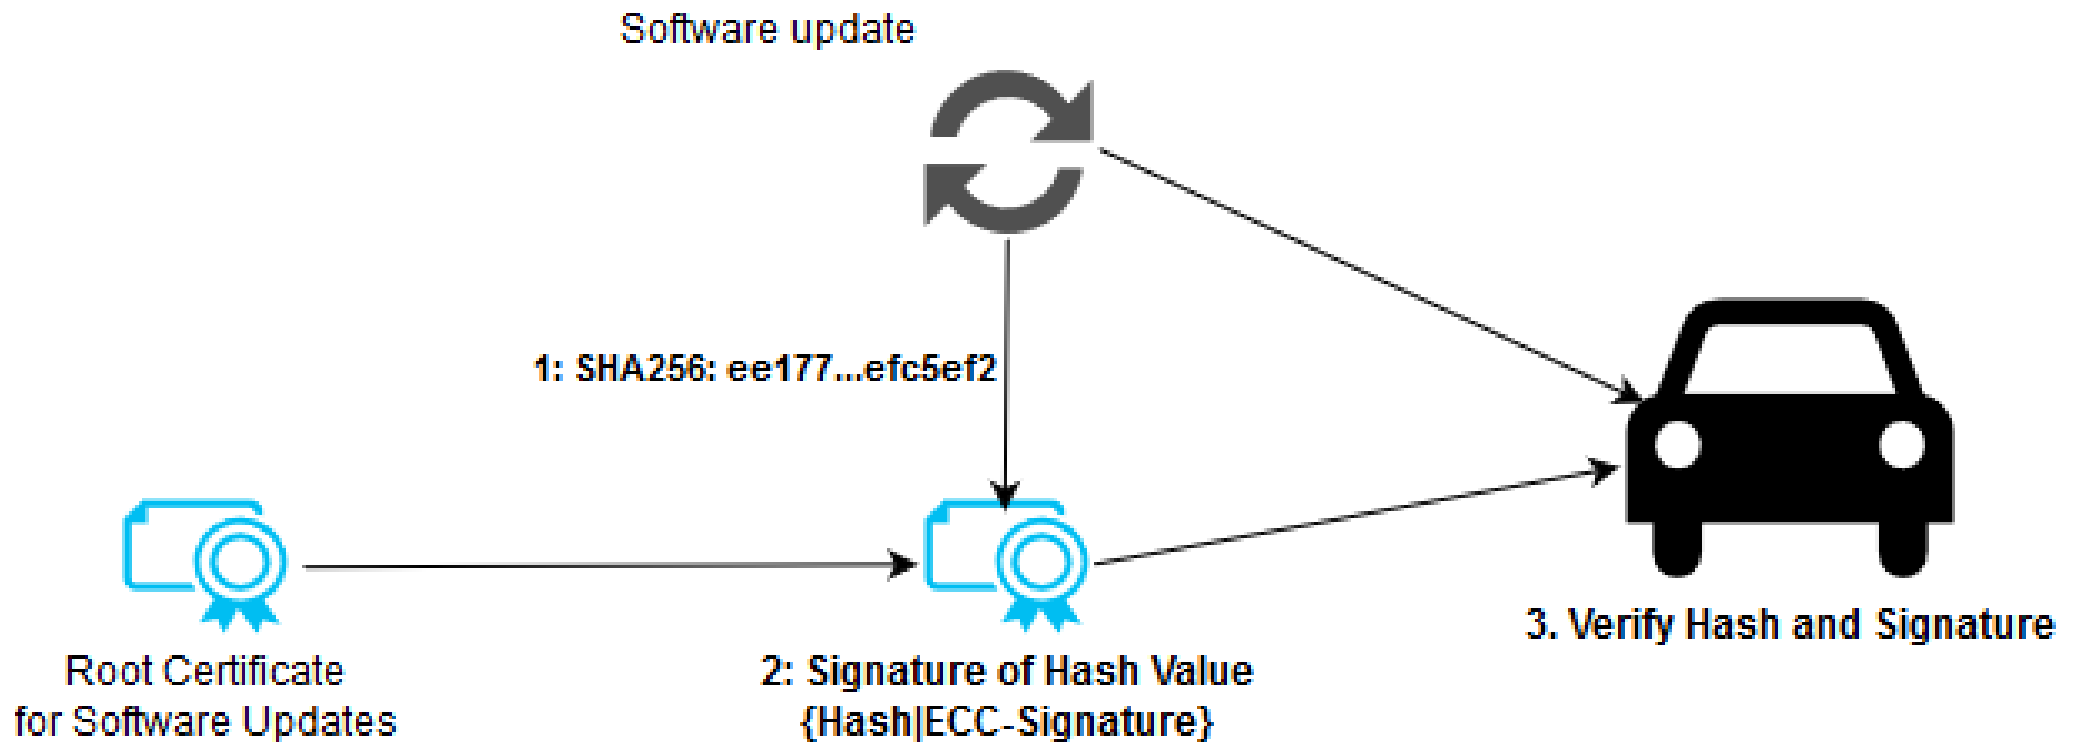 Software update
1: SHA256: ee177...efc5ef2
Root Certificate
for Software Updates
2: Signature of Hash Value
{Hash|ECC-Signature}
3. Verify Hash and Signature